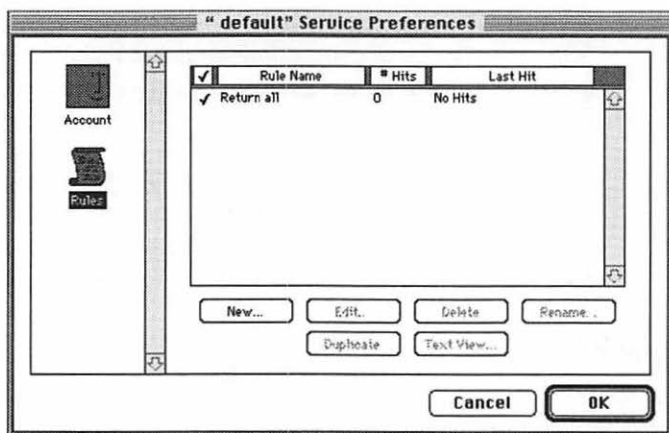 “ default” Service Preferences
Account
Rules
✓ Rule Name # Hits Last Hit
✓ Return all 0 No Hits
New... Edit.. Delete Rename. .
Duplicate Text View...
Cancel OK